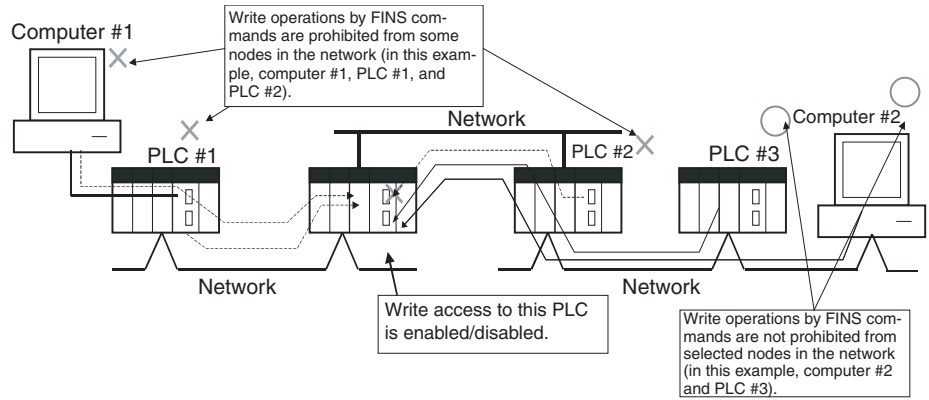 Write operations by FINS com-
mands are prohibited from some
nodes in the network (in this exam-
ple, computer #1, PLC #1, and
PLC #2).
Computer #1
Network
Computer #2
PLC #1
PLC #2
PLC #3
Network
Network
Write access to this PLC
is enabled/disabled.
Write operations by FINS com-
mands are not prohibited from
selected nodes in the network
(in this example, computer #2
and PLC #3).